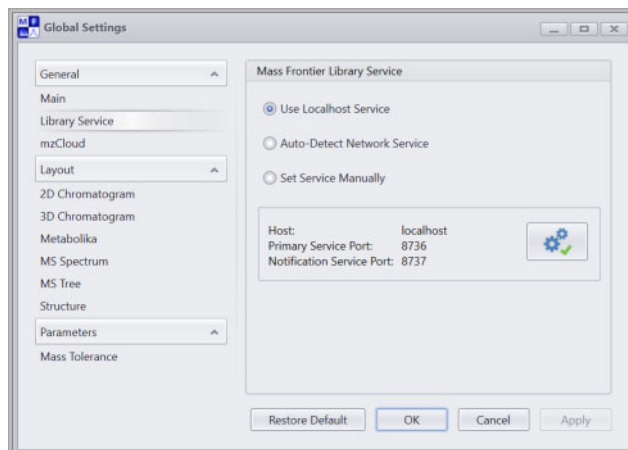 Global Settings
General
Main
Library Service
mzCloud
Layout
2D Chromatogram
3D Chromatogram
Metabolika
MS Spectrum
MS Tree
Structure
Parameters
Mass Tolerance
Mass Frontier Library Service
Use Localhost Service
Auto-Detect Network Service
Set Service Manually
Host: localhost
Primary Service Port: 8736
Notification Service Port: 8737
Restore Default OK Cancel Apply